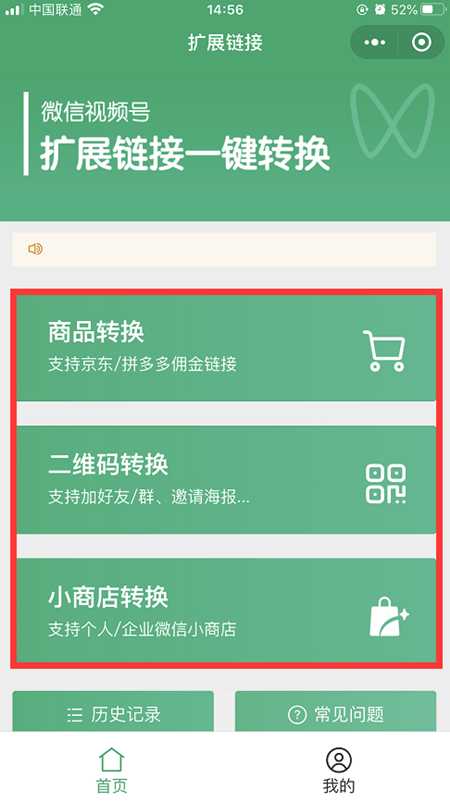 中国联通 14:56 52%
扩展链接
微信视频号
扩展链接一键转换
商品转换
支持京东/拼多多佣金链接
二维码转换
支持加好友/群、邀请海报...
小商店转换
支持个人/企业微信小商店
历史记录 ? 常见问题
首页 我的